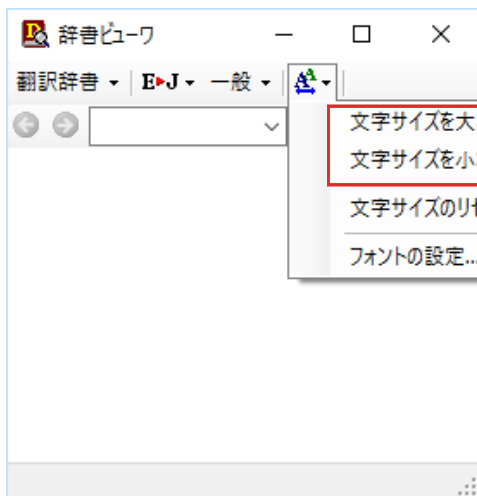 辞書ビューワ
翻訳辞書 E▸J 一般 A A
文字サイズを大
文字サイズを小
文字サイズのリセ
フォントの設定...